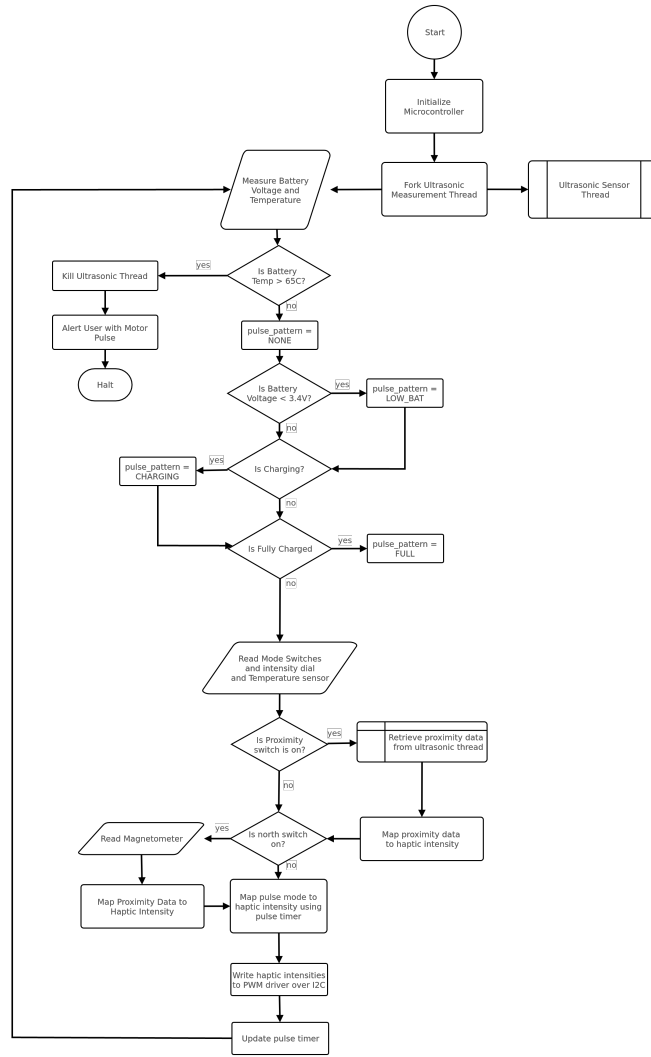 Start
Initialize
Microcontroller
Fork Ultrasonic
Measurement Thread
Ultrasonic Sensor
Thread
Measure Battery
Voltage and
Temperature
Is Battery
Temp > 65C?
yes
Kill Ultrasonic Thread
Alert User with Motor
Pulse
Halt
no
pulse_pattern =
NONE
Is Battery
Voltage < 3.4V?
yes
pulse_pattern =
LOW_BAT
no
Is Charging?
yes
pulse_pattern =
CHARGING
no
Is Fully Charged
yes
pulse_pattern =
FULL
no
Read Mode Switches
and intensity dial
and Temperature sensor
Is Proximity
switch is on?
yes
Retrieve proximity data
from ultrasonic thread
Map proximity data
to haptic intensity
no
Is north switch
on?
yes
Read Magnetometer
Map Proximity Data to
Haptic Intensity
no
Map pulse mode to
haptic intensity using
pulse timer
Write haptic intensities
to PWM driver over I2C
Update pulse timer